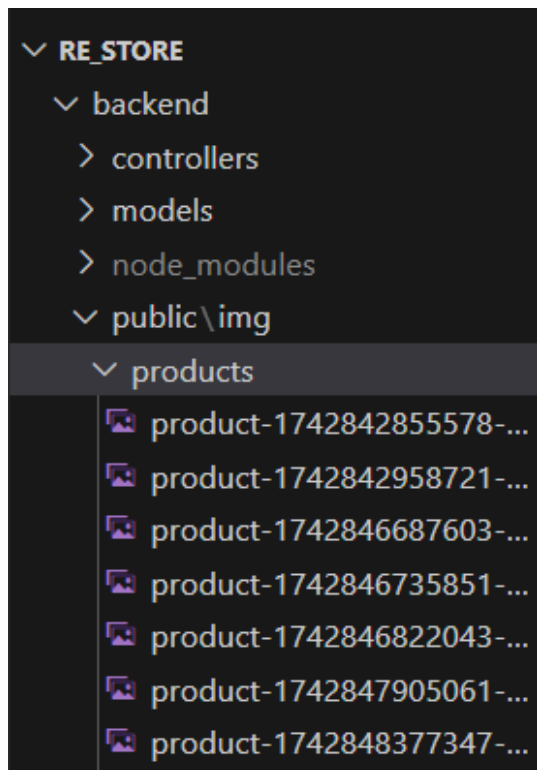 RE_STORE
backend
controllers
models
node_modules
public\img
products
product-1742842855578-...
product-1742842958721-...
product-1742846687603-...
product-1742846735851-...
product-1742846822043-...
product-1742847905061-...
product-1742848377347-...